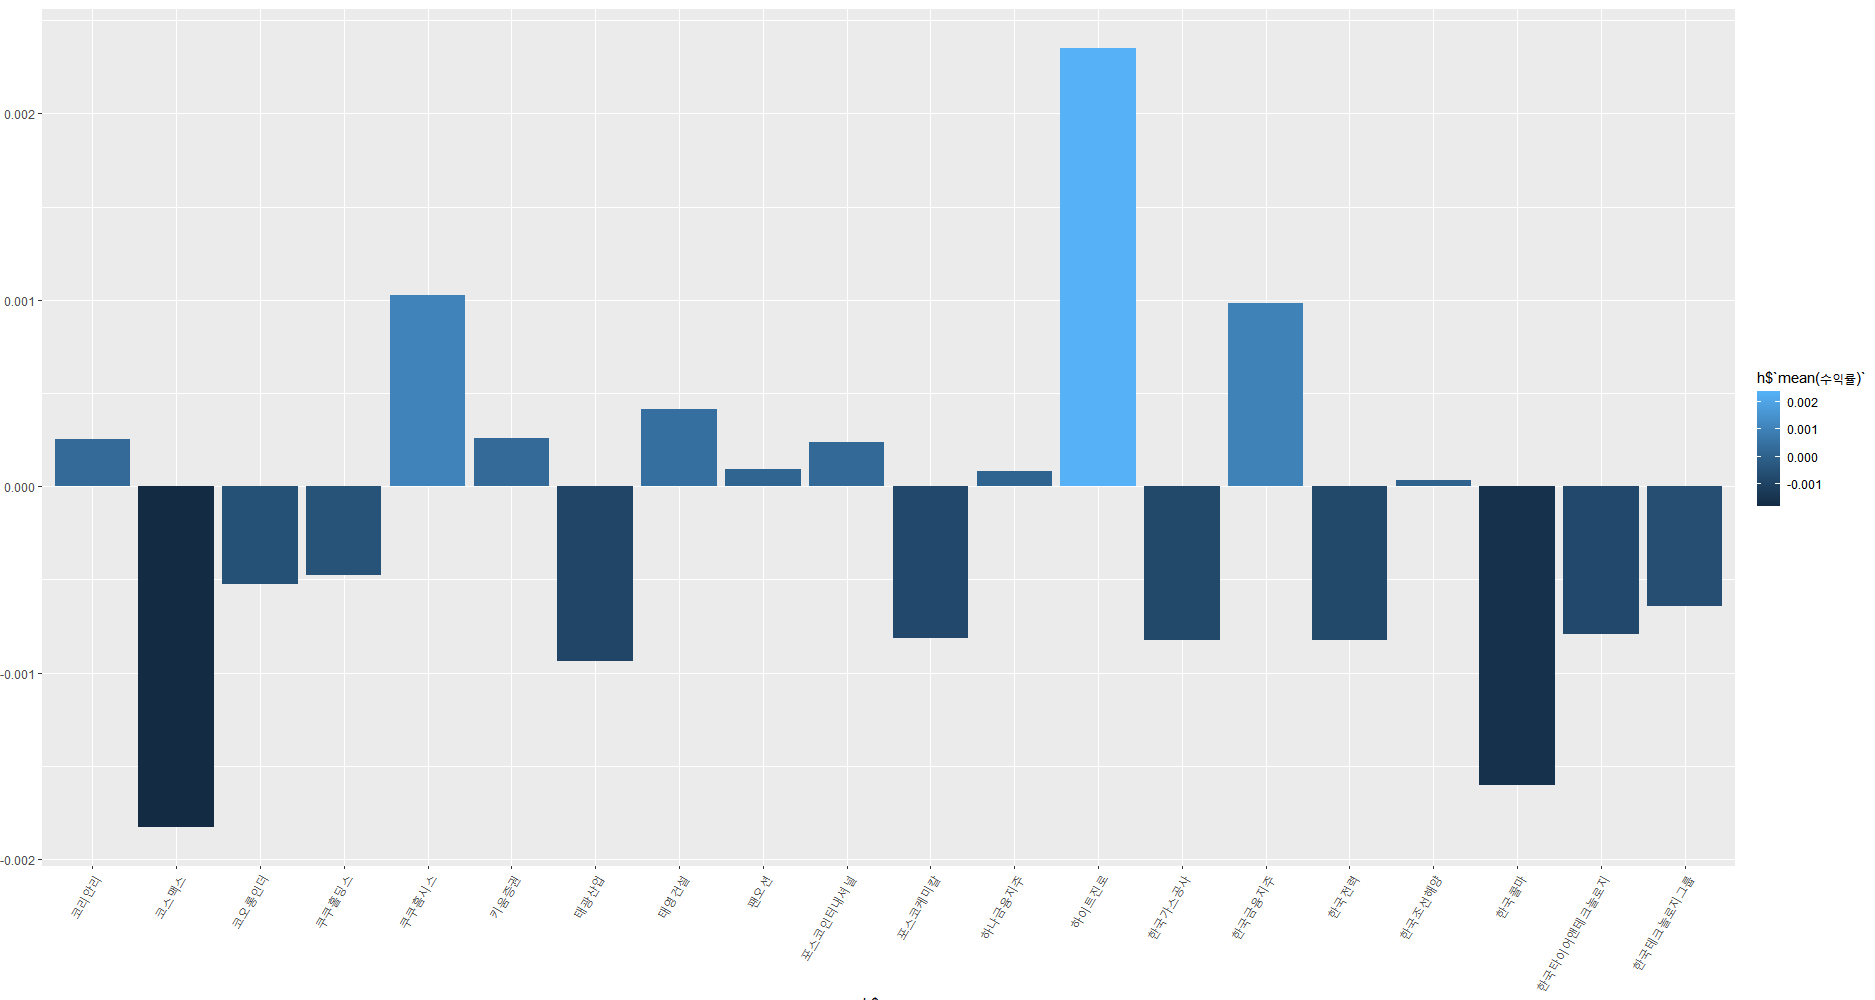 0.002
0.001
0.000
-0.001
-0.002
코리안리
코스맥스
코오롱인더
쿠쿠홀딩스
쿠쿠홈시스
키움증권
태광산업
태영건설
팬오션
포스코인터내셔널
포스코케미칼
하나금융지주
하이트진로
한국가스공사
한국금융지주
한국전력
한국조선해양
한국콜마
한국타이어앤테크놀로지
한국테크놀로지그룹
h$`mean(수익률)`
0.002
0.001
0.000
-0.001